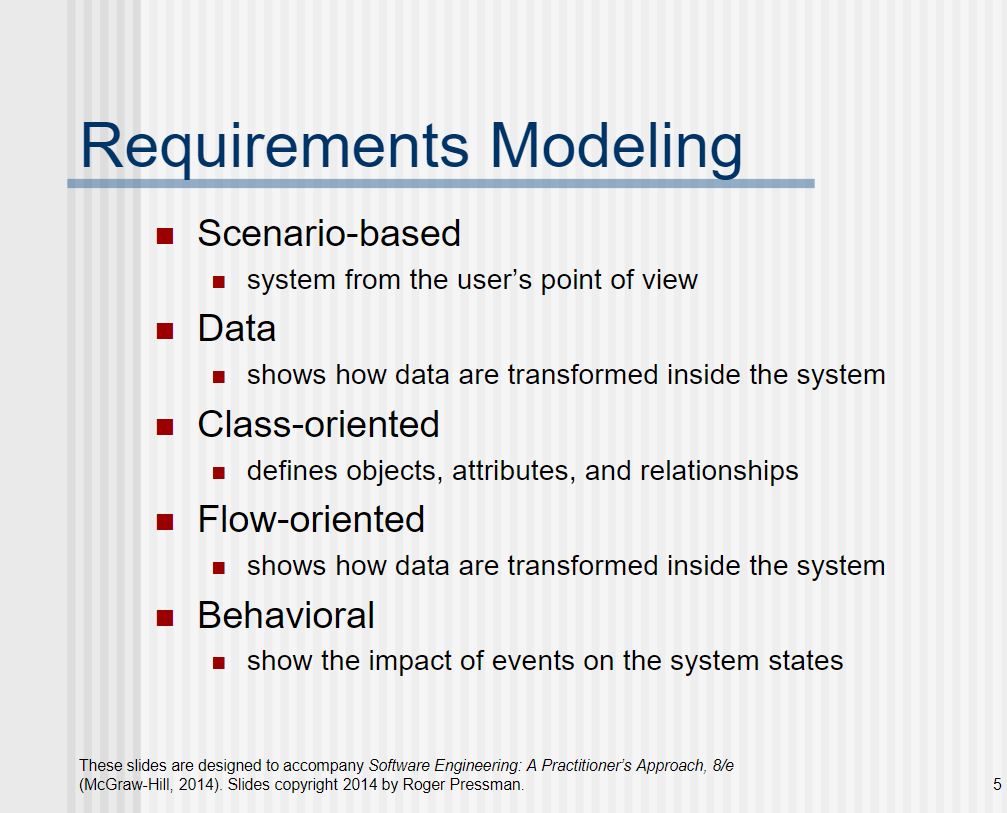 Requirements Modeling
Scenario-based
system from the user’s point of view
Data
shows how data are transformed inside the system
Class-oriented
defines objects, attributes, and relationships
Flow-oriented
shows how data are transformed inside the system
Behavioral
show the impact of events on the system states
These slides are designed to accompany Software Engineering: A Practitioner’s Approach, 8/e
(McGraw-Hill, 2014). Slides copyright 2014 by Roger Pressman.
5